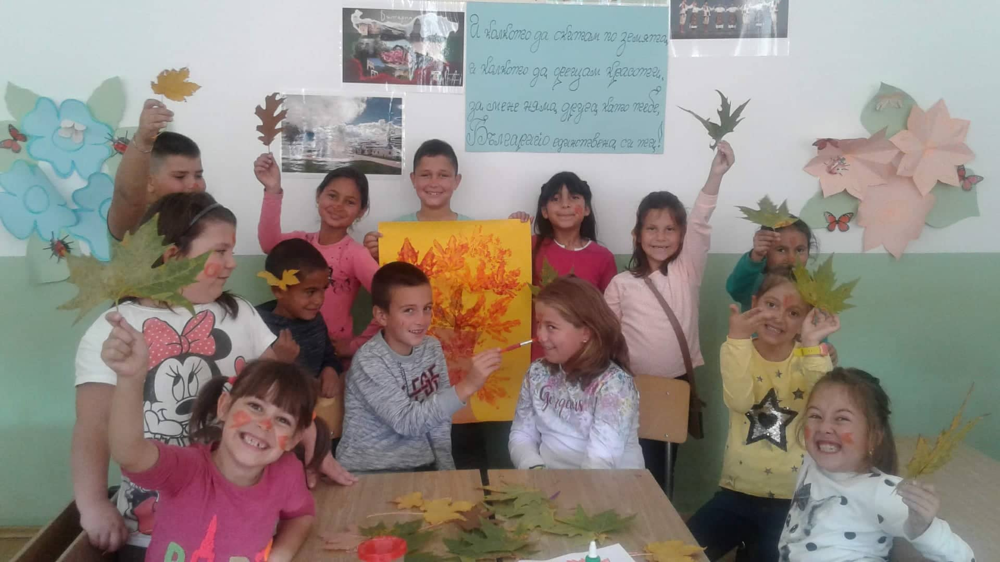 България
И колкото да скитам по земята,
и колкото да срещам красоти,
за мене няма друга като тебе,
Българийо единствена си ти!
Gorgeous